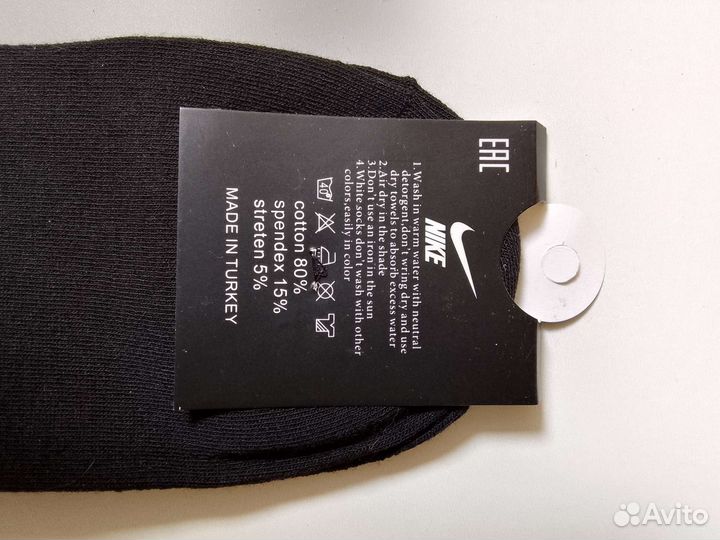 EAC
NIKE
1.Wash in warm water with neutral
detorgent,don't wring dry and use
dry towels to absorb excess water
2.Air dry in the shade
3.Don't use an iron in the sun
4.White socks don't wash with other
colors,easily in color
40°
cotton 80%
spendex 15%
streten 5%
MADE IN TURKEY
Avito